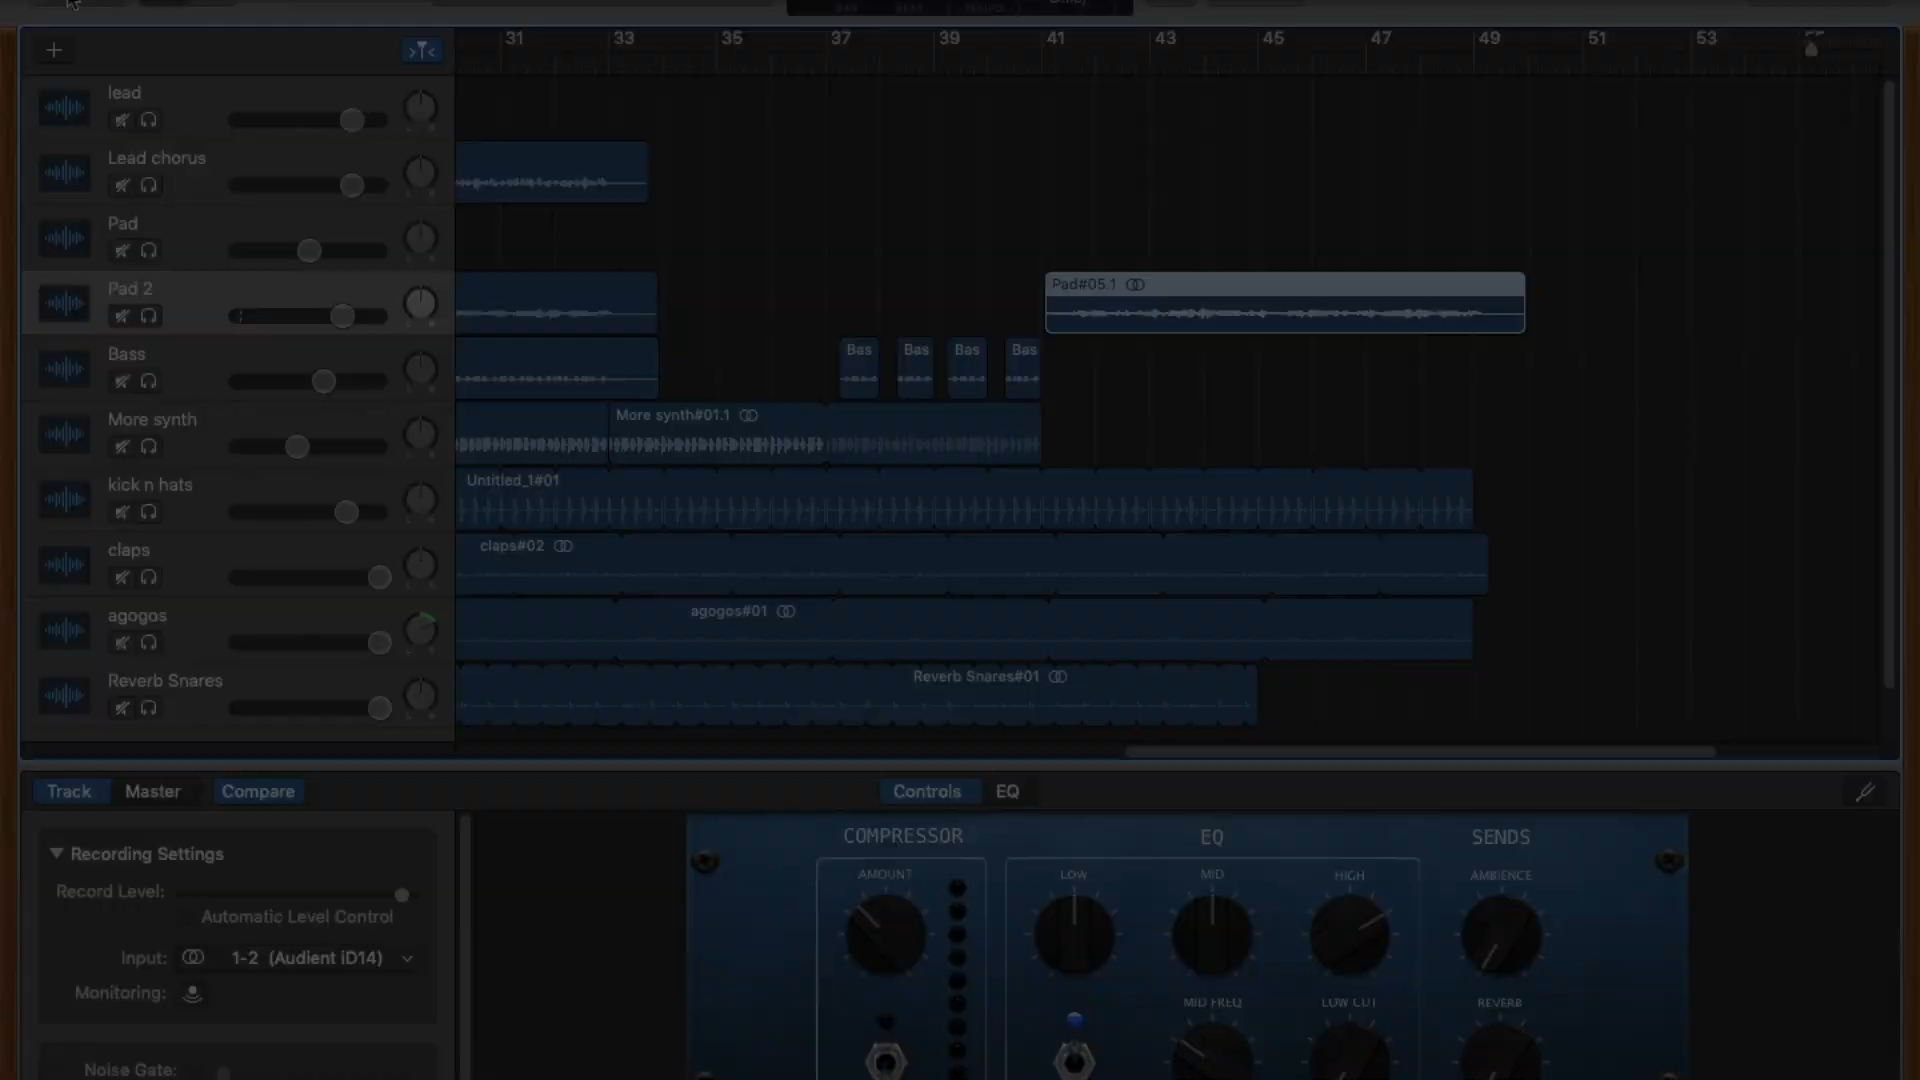 31 33 35 37 39 41 43 45 47 49 51 53
lead
Lead chorus
Pad
Pad 2
Pad#05.1
Bass
Bas Bas Bas Bas
More synth
More synth#01.1
kick n hats
Untitled_1#01
claps
claps#02
agogos
agogos#01
Reverb Snares
Reverb Snares#01
Track Master Compare
Controls EQ
Recording Settings
Record Level:
Automatic Level Control
Input: 1-2 (Audient iD14)
Monitoring:
Noise Gate:
COMPRESSOR EQ SENDS
AMOUNT LOW MID HIGH AMBIENCE
MID FREQ LOW CUT REVERB